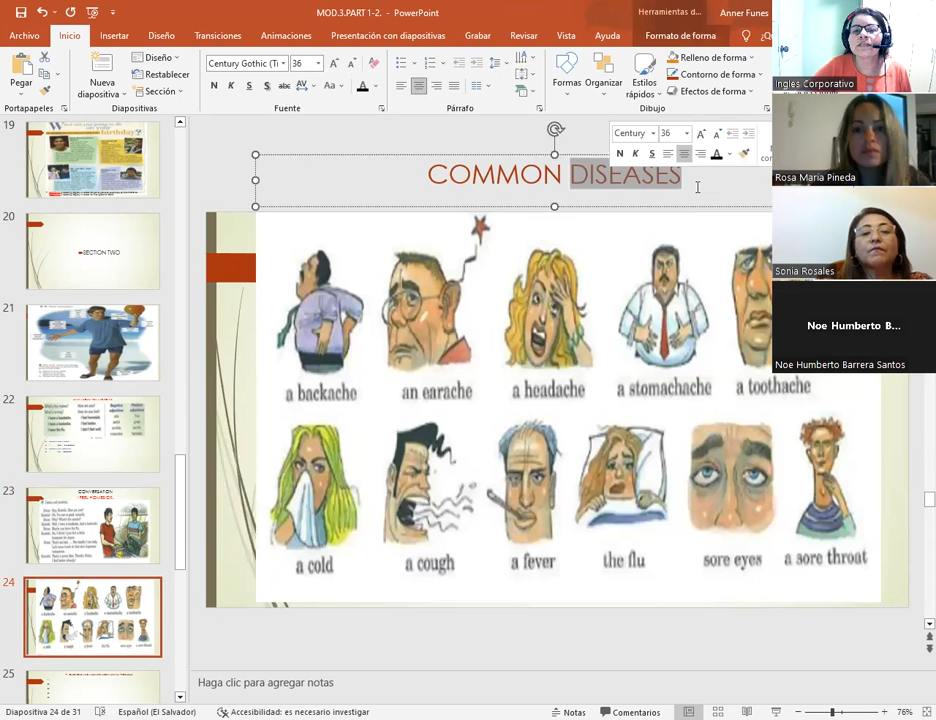 MOD.3.PART 1-2. - PowerPoint
Herramientas d...
Anner Funes
Archivo
Inicio
Insertar
Diseño
Transiciones
Animaciones
Presentación con diapositivas
Grabar
Revisar
Vista
Ayuda
Formato de forma
Pegar
Nueva
diapositiva
Diseño
Restablecer
Sección
Century Gothic (Tí
36
N K S S abc AV Aa A
Formas
Organizar
Estilos
rápidos
Relleno de forma
Contorno de forma
Efectos de forma
Portapapeles
Diapositivas
Fuente
Párrafo
Dibujo
Century
36
N K S
COMMON DISEASES
a backache
an earache
a headache
a stomachache
a toothache
a cold
a cough
a fever
the flu
sore eyes
a sore throat
19
birthday?
20
SECTION TWO
21
22
23
CONVERSATION
24
25
Ingles Corporativo
Rosa Maria Pineda
Sonia Rosales
Noe Humberto B...
Noe Humberto Barrera Santos
Haga clic para agregar notas
Diapositiva 24 de 31
Español (El Salvador)
Accesibilidad: es necesario investigar
Notas
Comentarios
76%